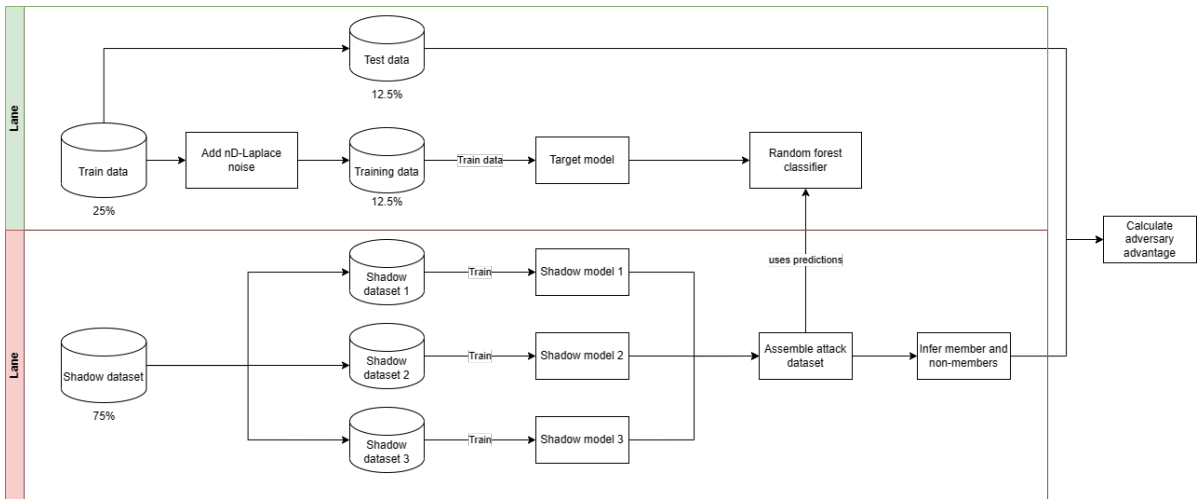 Lane
Test data
12.5%
Train data
25%
Add nD-Laplace
noise
Training data
12.5%
Train data
Target model
Random forest
classifier
Calculate
adversary
advantage
Lane
Shadow dataset
75%
Shadow
dataset 1
Train
Shadow model 1
Shadow
dataset 2
Train
Shadow model 2
Shadow
dataset 3
Train
Shadow model 3
uses predictions
Assemble attack
dataset
Infer member and
non-members